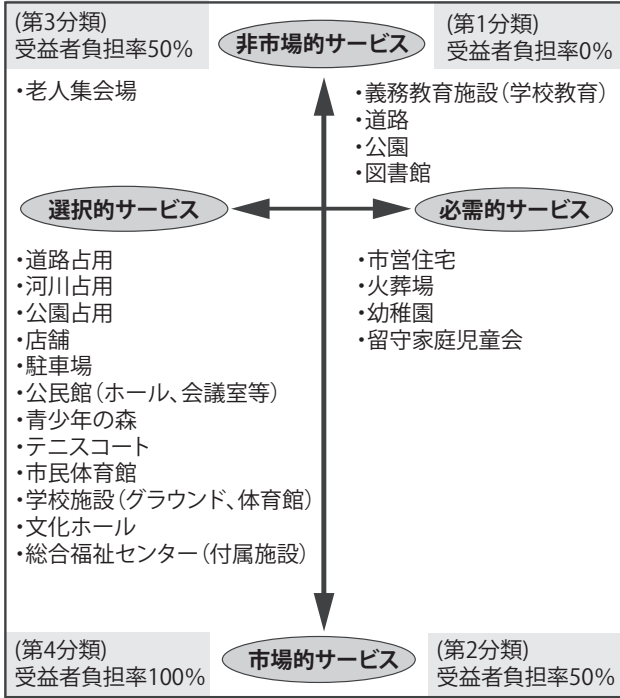 (第3分類)
受益者負担率50%
非市場的サービス
(第1分類)
受益者負担率0%
・老人集会場
・義務教育施設(学校教育)
・道路
・公園
・図書館
選択的サービス
必需的サービス
・道路占用
・河川占用
・公園占用
・店舗
・駐車場
・公民館(ホール、会議室等)
・青少年の森
・テニスコート
・市民体育館
・学校施設(グラウンド、体育館)
・文化ホール
・総合福祉センター(付属施設)
・市営住宅
・火葬場
・幼稚園
・留守家庭児童会
(第4分類)
受益者負担率100%
市場的サービス
(第2分類)
受益者負担率50%